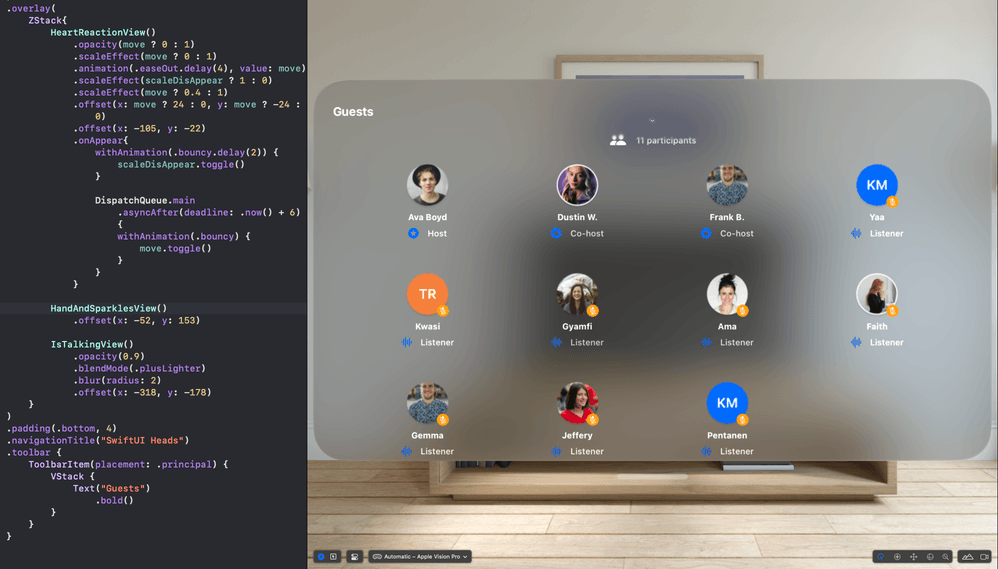 .overlay(
ZStack{
HeartReactionView()
.opacity(move ? 0 : 1)
.scaleEffect(move ? 0 : 1)
.animation(.easeOut.delay(4), value: move)
.scaleEffect(scaleDisAppear ? 1 : 0)
.scaleEffect(move ? 0.4 : 1)
.offset(x: move ? 24 : 0, y: move ? -24 :
0)
.offset(x: -105, y: -22)
.onAppear{
withAnimation(.bouncy.delay(2)) {
scaleDisAppear.toggle()
}
DispatchQueue.main
.asyncAfter(deadline: .now() + 6)
{
withAnimation(.bouncy) {
move.toggle()
}
}
}
HandAndSparklesView()
.offset(x: -52, y: 153)
IsTalkingView()
.opacity(0.9)
.blendMode(.plusLighter)
.blur(radius: 2)
.offset(x: -318, y: -178)
}
)
.padding(.bottom, 4)
.navigationTitle("SwiftUI Heads")
.toolbar {
ToolbarItem(placement: .principal) {
VStack {
Text("Guests")
.bold()
}
}
}
Guests
11 participants
Ava Boyd
Host
Dustin W.
Co-host
Frank B.
Co-host
KM
Yaa
Listener
TR
Kwasi
Listener
Gyamfi
Listener
Ama
Listener
Faith
Listener
Gemma
Listener
Jeffery
Listener
KM
Pentanen
Listener
Automatic – Apple Vision Pro